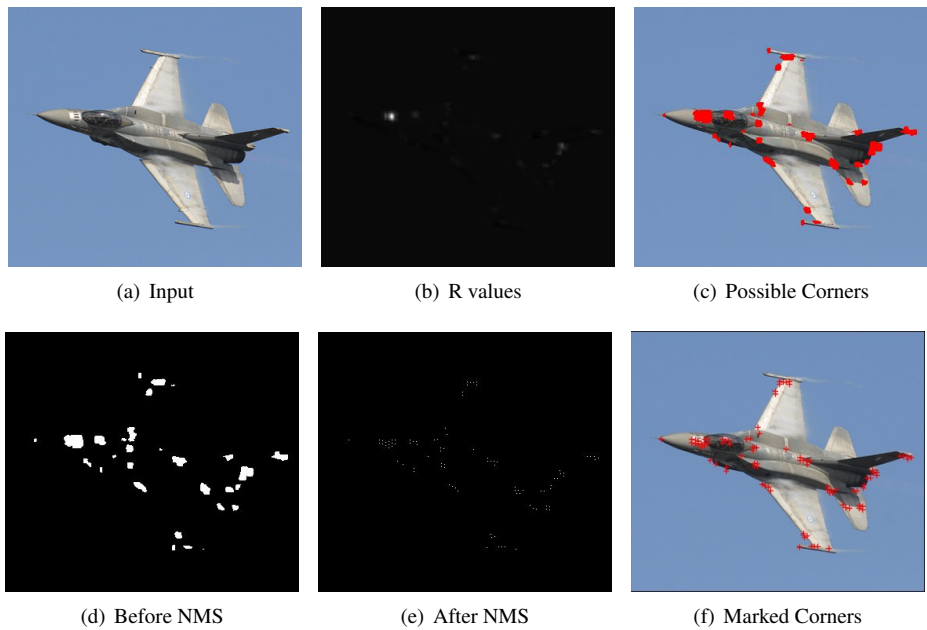 (a) Input
(b) R values
(c) Possible Corners
(d) Before NMS
(e) After NMS
(f) Marked Corners